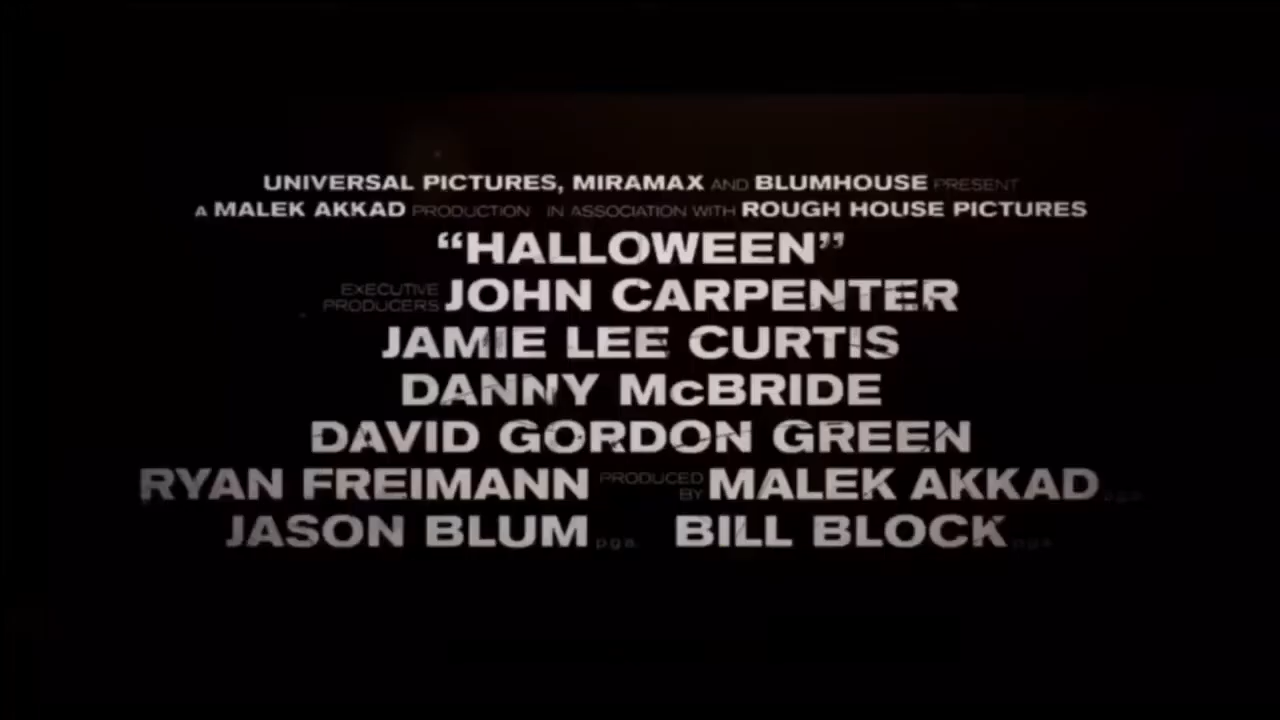 UNIVERSAL PICTURES, MIRAMAX AND BLUMHOUSE PRESENT
A MALEK AKKAD PRODUCTION IN ASSOCIATION WITH ROUGH HOUSE PICTURES
“HALLOWEEN”
EXECUTIVE PRODUCERS JOHN CARPENTER
JAMIE LEE CURTIS
DANNY McBRIDE
DAVID GORDON GREEN
RYAN FREIMANN PRODUCED BY MALEK AKKAD p.g.a.
JASON BLUM p.g.a. BILL BLOCK p.g.a.